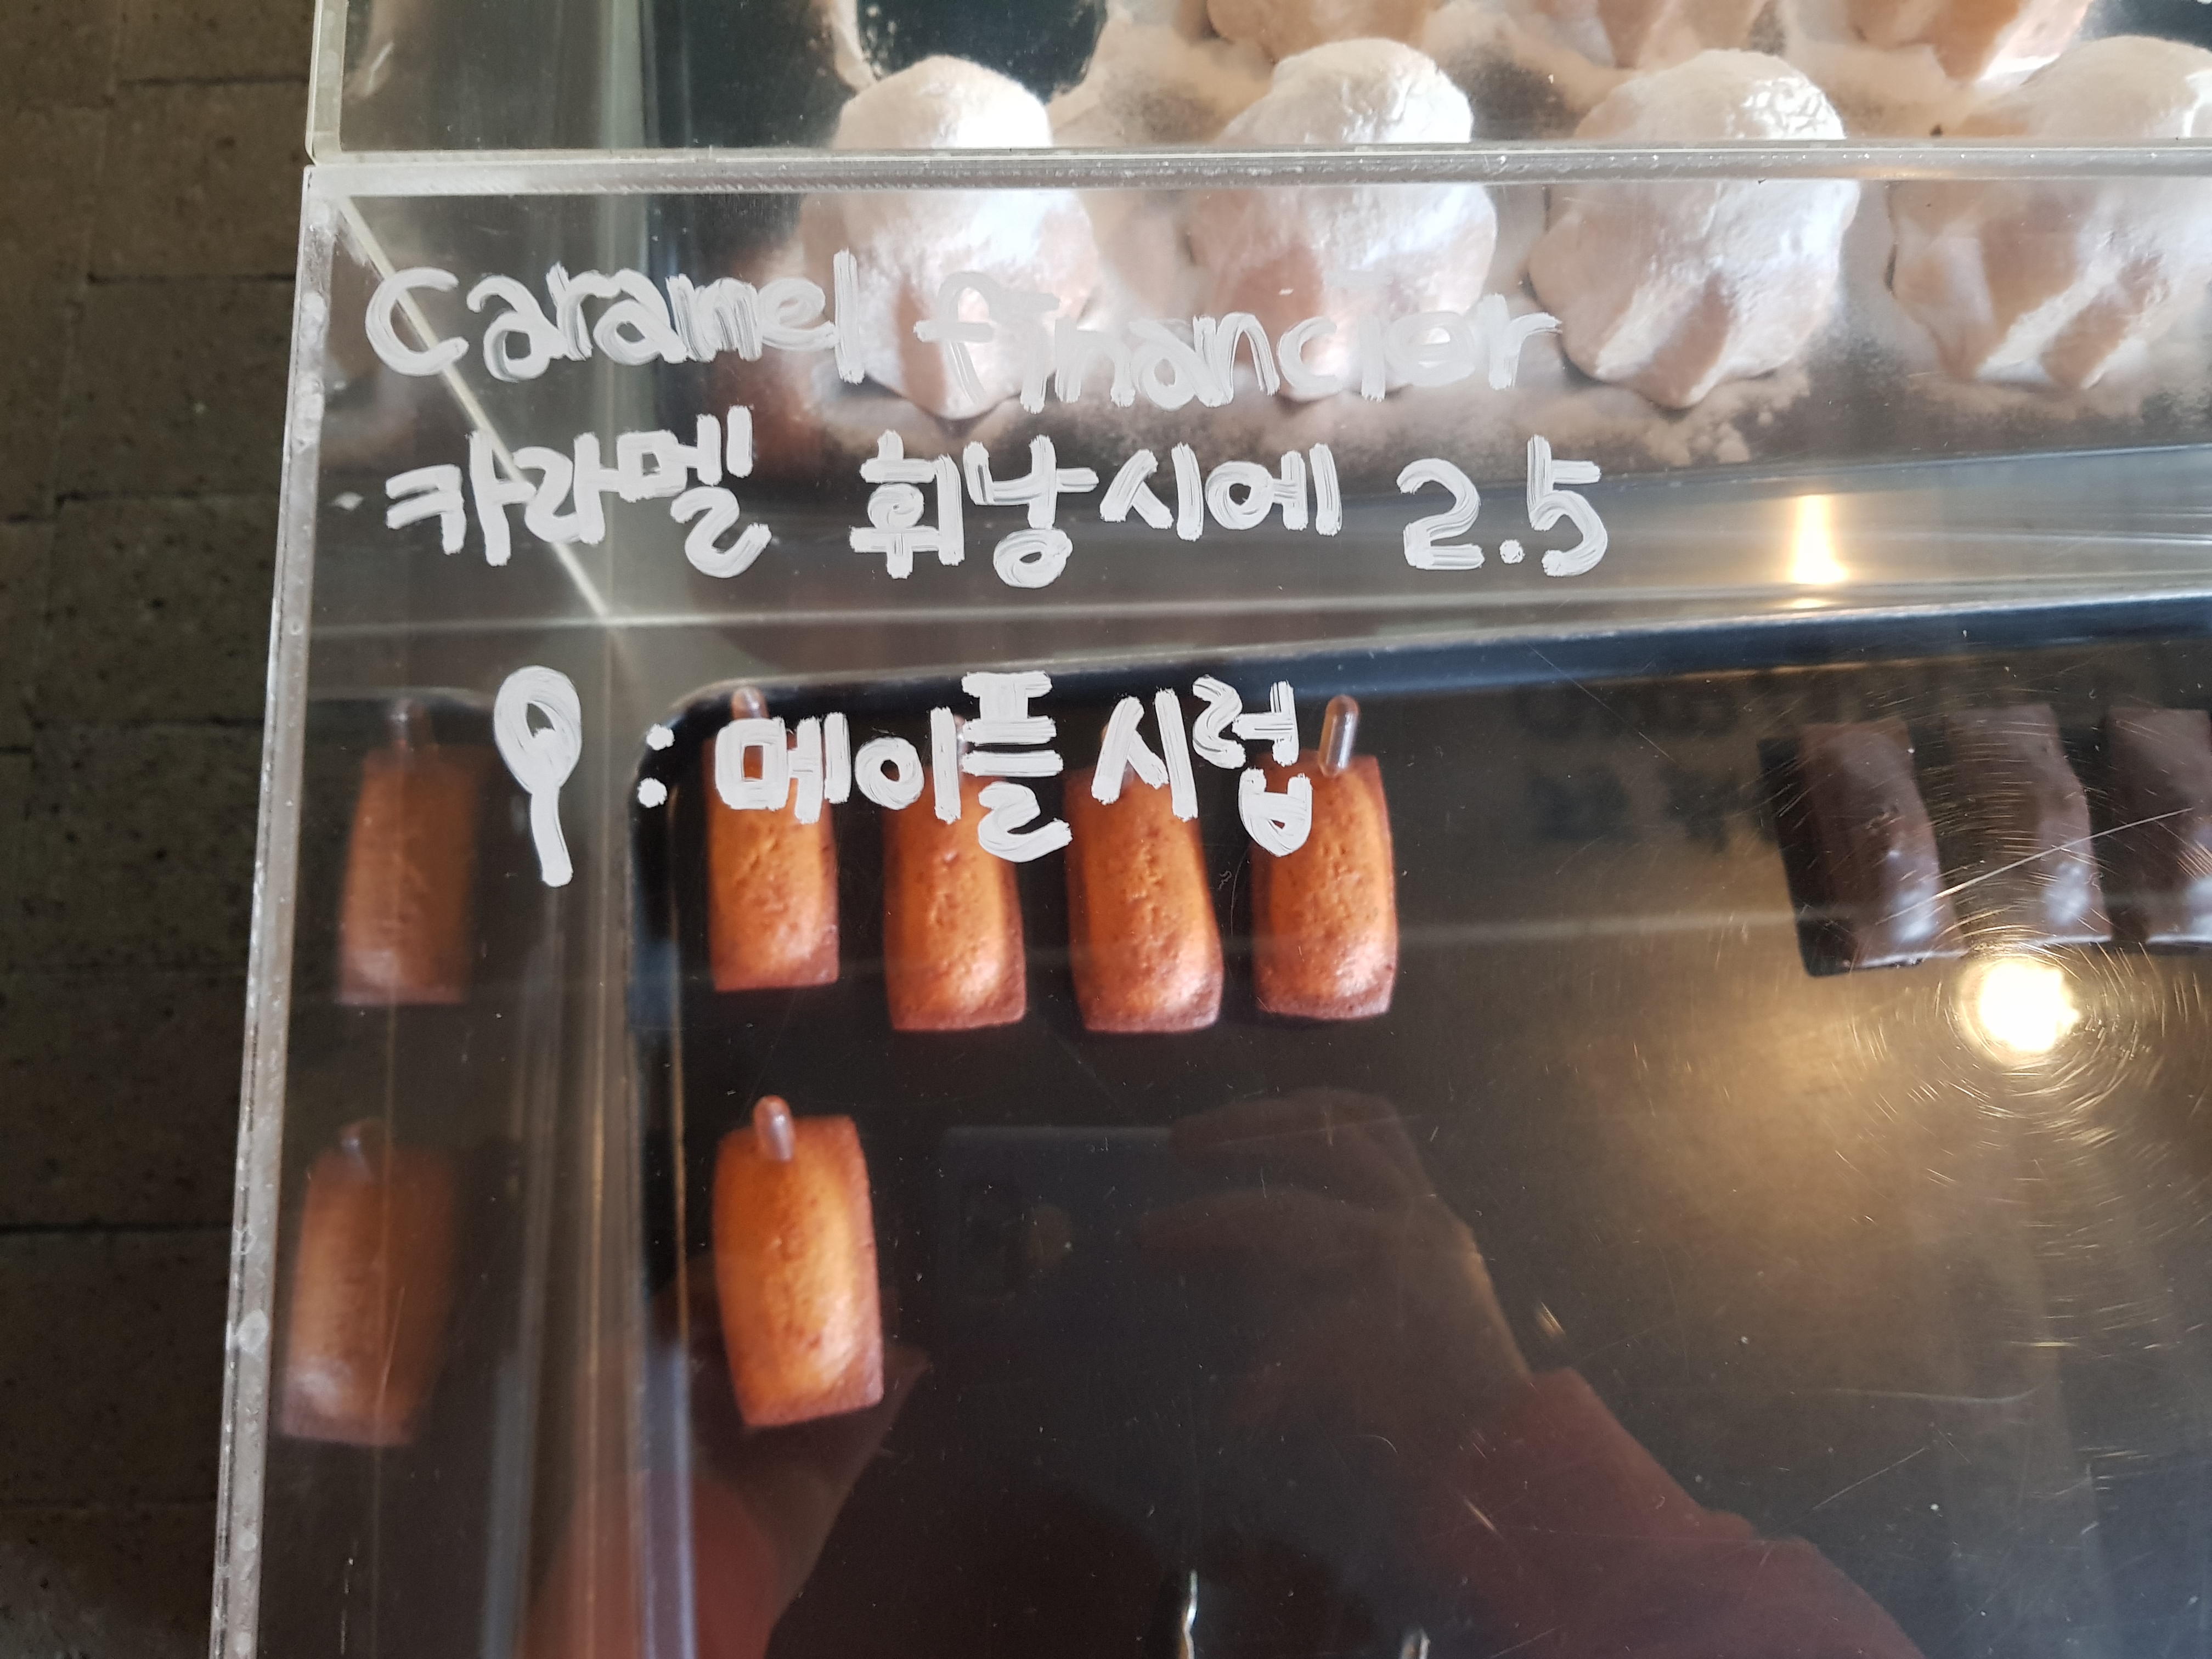 Caramel financier
카라멜 휘낭시에 2.5
: 메이플시럽